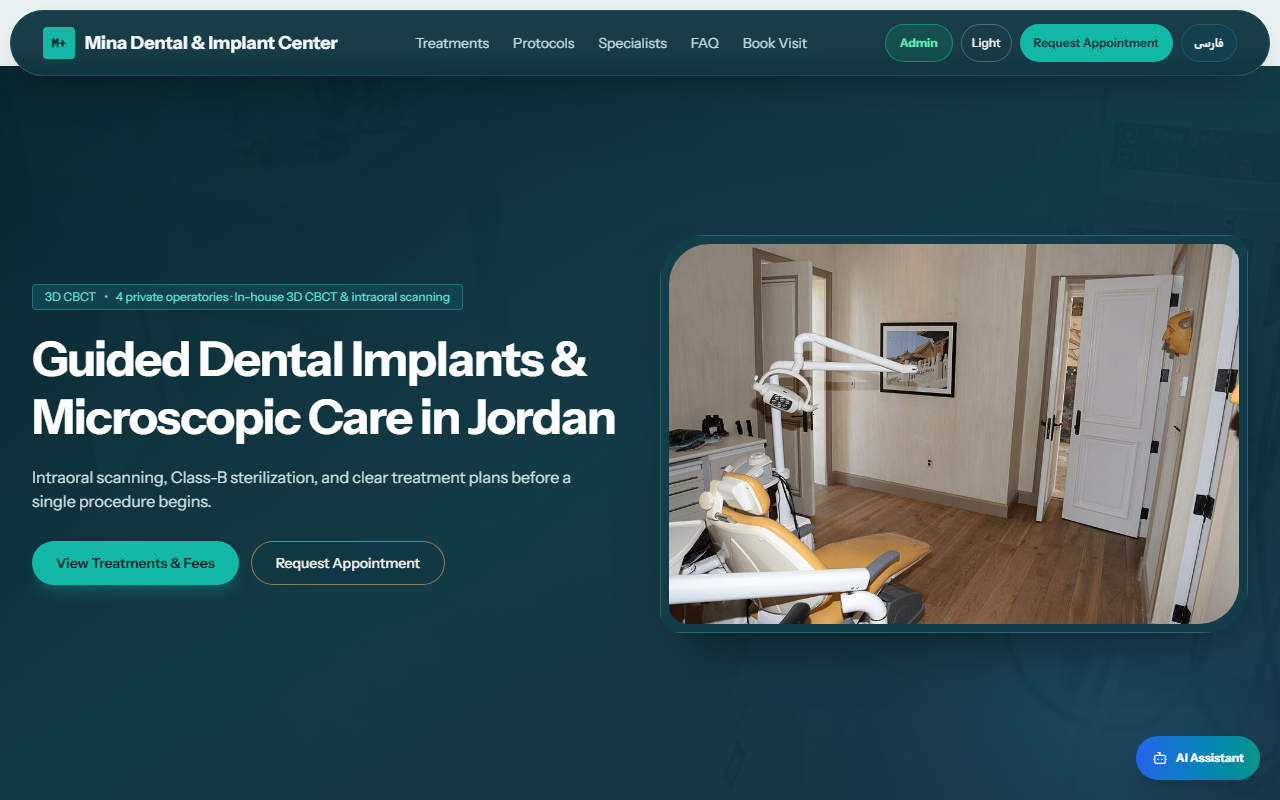 M+
Mina Dental & Implant Center
Treatments
Protocols
Specialists
FAQ
Book Visit
Admin
Light
Request Appointment
فارسی
3D CBCT • 4 private operatories · In-house 3D CBCT & intraoral scanning
Guided Dental Implants &
Microscopic Care in Jordan
Intraoral scanning, Class-B sterilization, and clear treatment plans before a
single procedure begins.
View Treatments & Fees
Request Appointment
AI Assistant